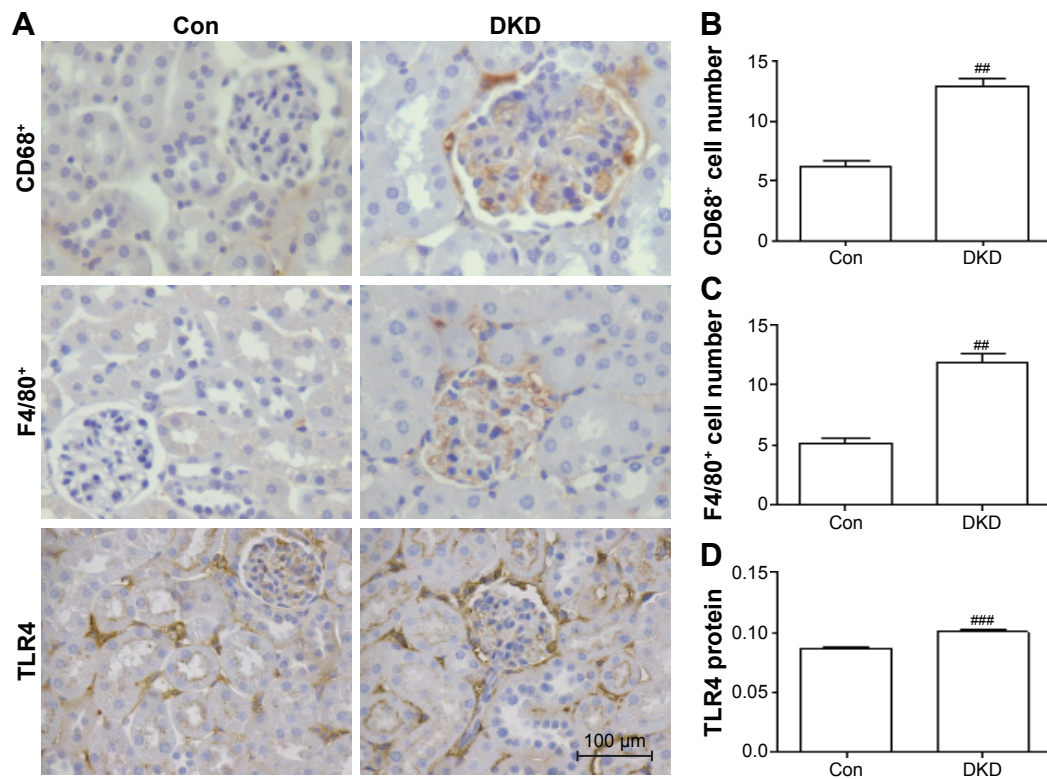 A
Con
DKD
CD68⁺
F4/80⁺
TLR4
100 µm
B
CD68⁺ cell number
15
10
5
0
##
Con
DKD
C
F4/80⁺ cell number
15
10
5
0
##
Con
DKD
D
TLR4 protein
0.15
0.10
0.05
0.0
###
Con
DKD